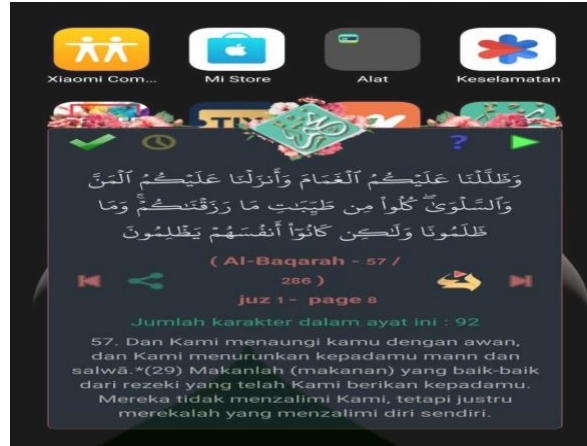 Xiaomi Com... Mi Store Alat Keselamatan
?
وَظَلَّلْنَا عَلَيْكُمُ ٱلْغَمَامَ وَأَنزَلْنَا عَلَيْكُمُ ٱلْمَنَّ
وَٱلسَّلْوَىٰ ۖ كُلُوا۟ مِن طَيِّبَـٰتِ مَا رَزَقْنَـٰكُمْ ۖ وَمَا
ظَلَمُونَا وَلَـٰكِن كَانُوٓا۟ أَنفُسَهُمْ يَظْلِمُونَ
( Al-Baqarah - 57 /
286 )
juz 1 - page 8
Jumlah karakter dalam ayat ini : 92
57. Dan Kami menaungi kamu dengan awan,
dan Kami menurunkan kepadamu mann dan
salwā.*(29) Makanlah (makanan) yang baik-baik
dari rezeki yang telah Kami berikan kepadamu.
Mereka tidak menzalimi Kami, tetapi justru
merekalah yang menzalimi diri sendiri.